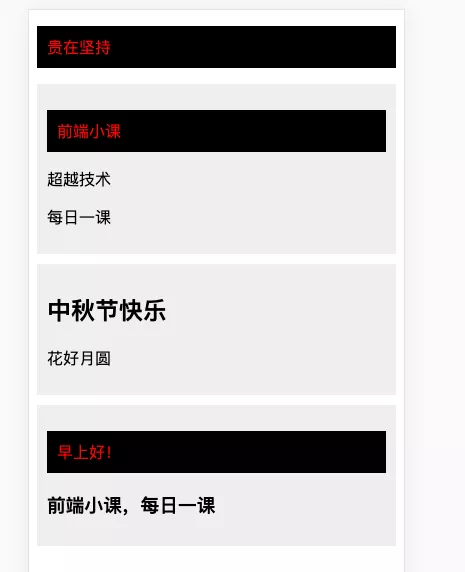 贵在坚持
前端小课
超越技术
每日一课
中秋节快乐
花好月圆
早上好！
前端小课，每日一课